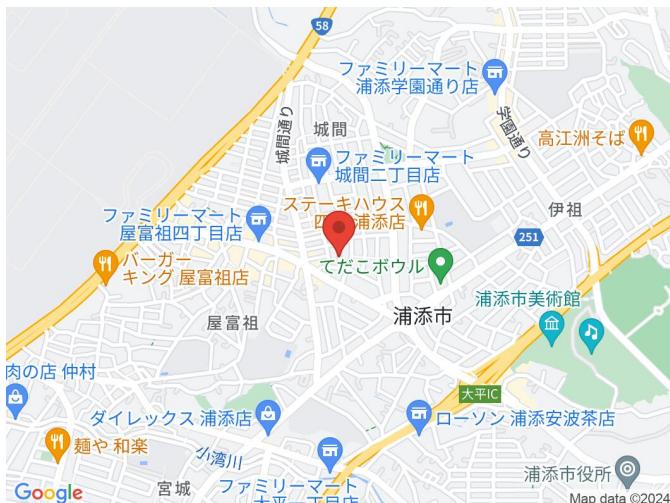 58
ファミリーマート
浦添学園通り店
学園通り
城間通り
城間
高江洲そば
ファミリーマート
城間二丁目店
ステーキハウス
浦添店
伊祖
ファミリーマート
屋富祖四丁目店
251
てだこボウル
バーガー
キング 屋富祖店
浦添市美術館
屋富祖
浦添市
肉の店 仲村
大平IC
ダイレックス 浦添店
ローソン 浦添安波茶店
麺や 和楽
小湾川
宮城
ファミリーマート
大平一丁目店
浦添市役所
Google
Map data ©2024